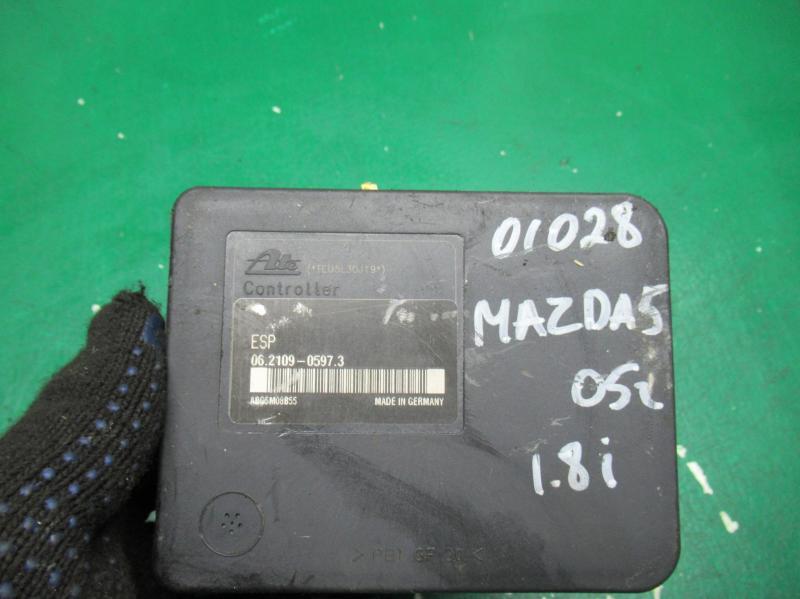 Ate
Controller
ESP
06.2109-0597.3
MADE IN GERMANY
01028
MAZDA5
05г
1.8i